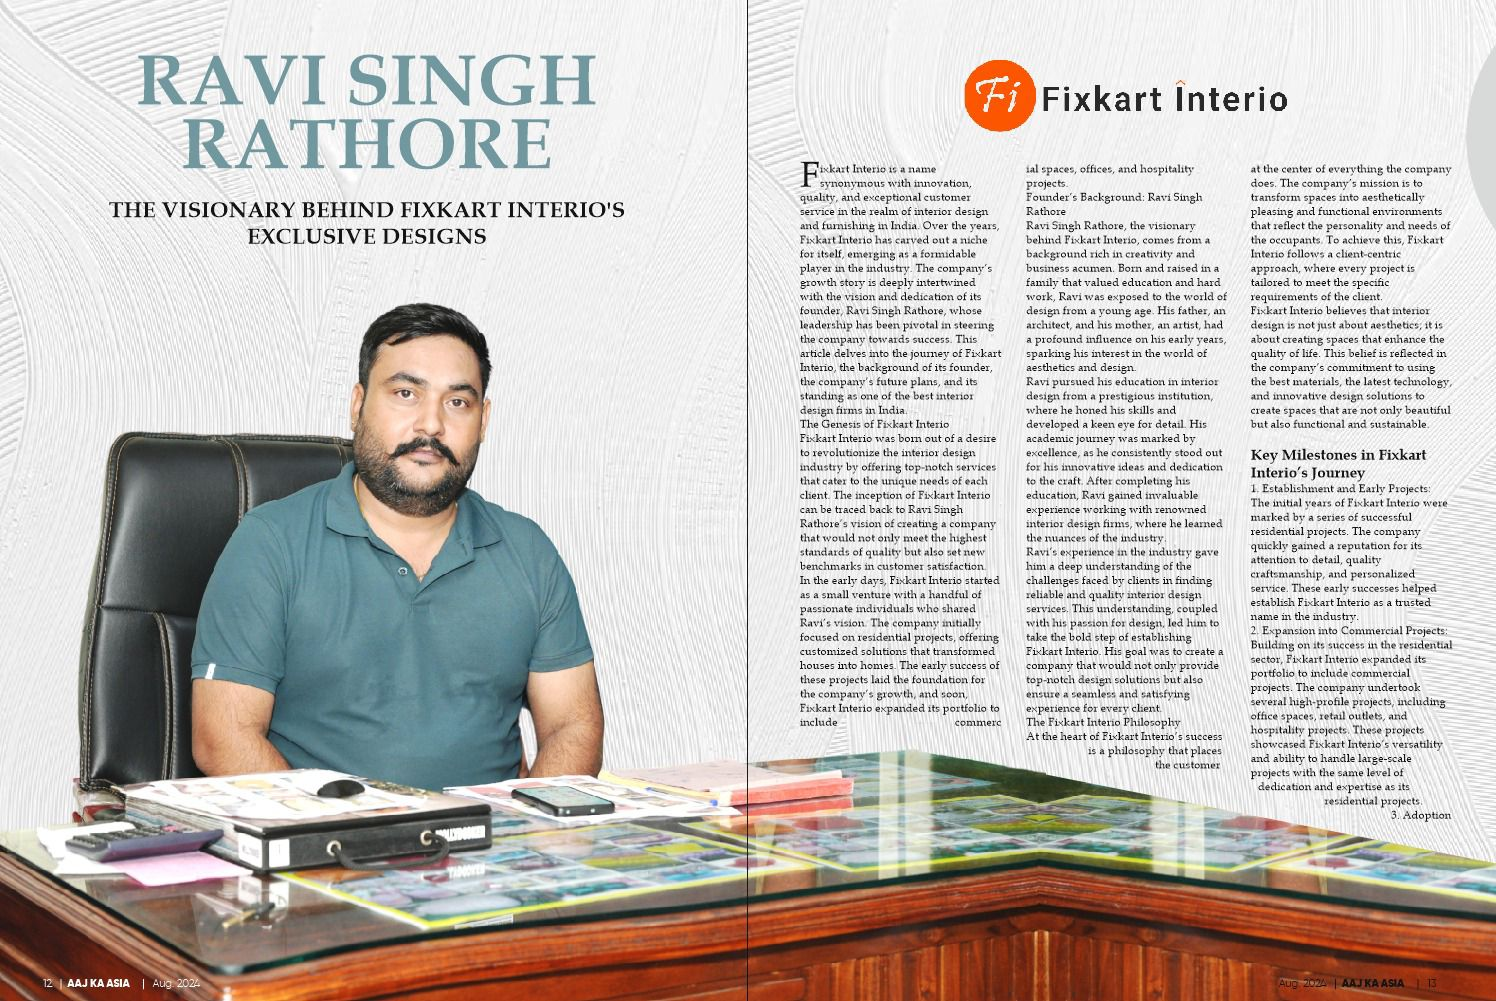 RAVI SINGH
RATHORE
THE VISIONARY BEHIND FIXKART INTERIO'S
EXCLUSIVE DESIGNS
12 | AAJ KA ASIA | Aug 2024
Fi Fixkart Interio
Fixkart Interio is a name
synonymous with innovation,
quality, and exceptional customer
service in the realm of interior design
and furnishing in India. Over the years,
Fixkart Interio has carved out a niche
for itself, emerging as a formidable
player in the industry. The company's
growth story is deeply intertwined
with the vision and dedication of its
founder, Ravi Singh Rathore, whose
leadership has been pivotal in steering
the company towards success. This
article delves into the journey of Fixkart
Interio, the background of its founder,
the company's future plans, and its
standing as one of the best interior
design firms in India.
The Genesis of Fixkart Interio
Fixkart Interio was born out of a desire
to revolutionize the interior design
industry by offering top-notch services
that cater to the unique needs of each
client. The inception of Fixkart Interio
can be traced back to Ravi Singh
Rathore's vision of creating a company
that would not only meet the highest
standards of quality but also set new
benchmarks in customer satisfaction.
In the early days, Fixkart Interio started
as a small venture with a handful of
passionate individuals who shared
Ravi's vision. The company initially
focused on residential projects, offering
customized solutions that transformed
houses into homes. The early success of
these projects laid the foundation for
the company's growth, and soon,
Fixkart Interio expanded its portfolio to
include commerc
ial spaces, offices, and hospitality
projects.
Founder's Background: Ravi Singh
Rathore
Ravi Singh Rathore, the visionary
behind Fixkart Interio, comes from a
background rich in creativity and
business acumen. Born and raised in a
family that valued education and hard
work, Ravi was exposed to the world of
design from a young age. His father, an
architect, and his mother, an artist, had
a profound influence on his early years,
sparking his interest in the world of
aesthetics and design.
Ravi pursued his education in interior
design from a prestigious institution,
where he honed his skills and
developed a keen eye for detail. His
academic journey was marked by
excellence, as he consistently stood out
for his innovative ideas and dedication
to the craft. After completing his
education, Ravi gained invaluable
experience working with renowned
interior design firms, where he learned
the nuances of the industry.
Ravi's experience in the industry gave
him a deep understanding of the
challenges faced by clients in finding
reliable and quality interior design
services. This understanding, coupled
with his passion for design, led him to
take the bold step of establishing
Fixkart Interio. His goal was to create a
company that would not only provide
top-notch design solutions but also
ensure a seamless and satisfying
experience for every client.
The Fixkart Interio Philosophy
At the heart of Fixkart Interio's success
is a philosophy that places
the customer
at the center of everything the company
does. The company's mission is to
transform spaces into aesthetically
pleasing and functional environments
that reflect the personality and needs of
the occupants. To achieve this, Fixkart
Interio follows a client-centric
approach, where every project is
tailored to meet the specific
requirements of the client.
Fixkart Interio believes that interior
design is not just about aesthetics; it is
about creating spaces that enhance the
quality of life. This belief is reflected in
the company's commitment to using
the best materials, the latest technology,
and innovative design solutions to
create spaces that are not only beautiful
but also functional and sustainable.
Key Milestones in Fixkart
Interio's Journey
1. Establishment and Early Projects:
The initial years of Fixkart Interio were
marked by a series of successful
residential projects. The company
quickly gained a reputation for its
attention to detail, quality
craftsmanship, and personalized
service. These early successes helped
establish Fixkart Interio as a trusted
name in the industry.
2. Expansion into Commercial Projects:
Building on its success in the residential
sector, Fixkart Interio expanded its
portfolio to include commercial
projects. The company undertook
several high-profile projects, including
office spaces, retail outlets, and
hospitality projects. These projects
showcased Fixkart Interio's versatility
and ability to handle large-scale
projects with the same level of
dedication and expertise as its
residential projects.
3. Adoption
Aug 2024 | AAJ KA ASIA | 13